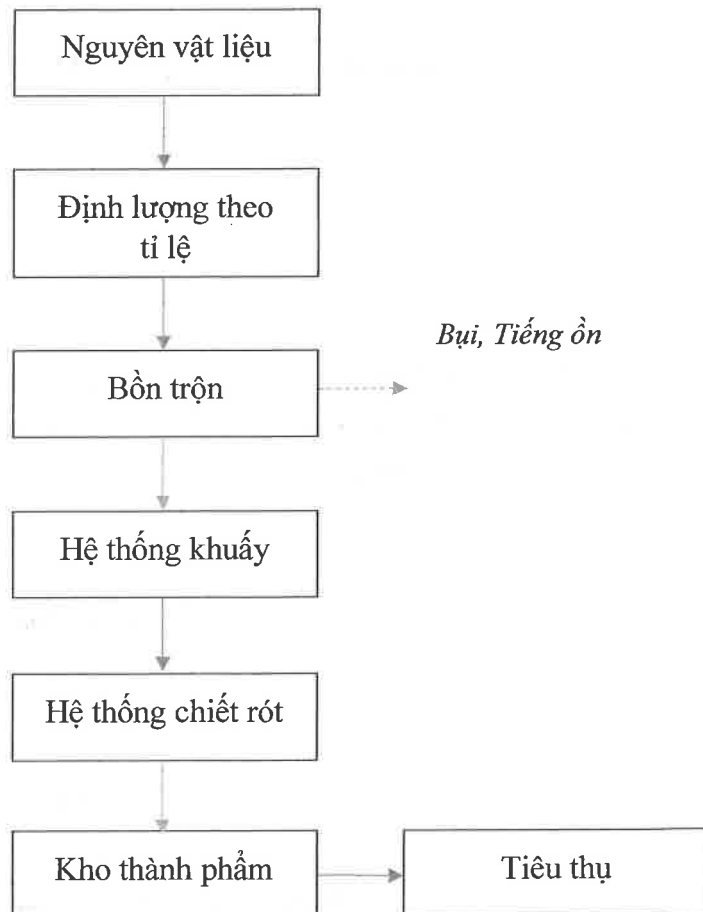 Nguyên vật liệu
Định lượng theo
tỉ lệ
Bụi, Tiếng ồn
Bồn trộn
Hệ thống khuấy
Hệ thống chiết rót
Kho thành phẩm
Tiêu thụ